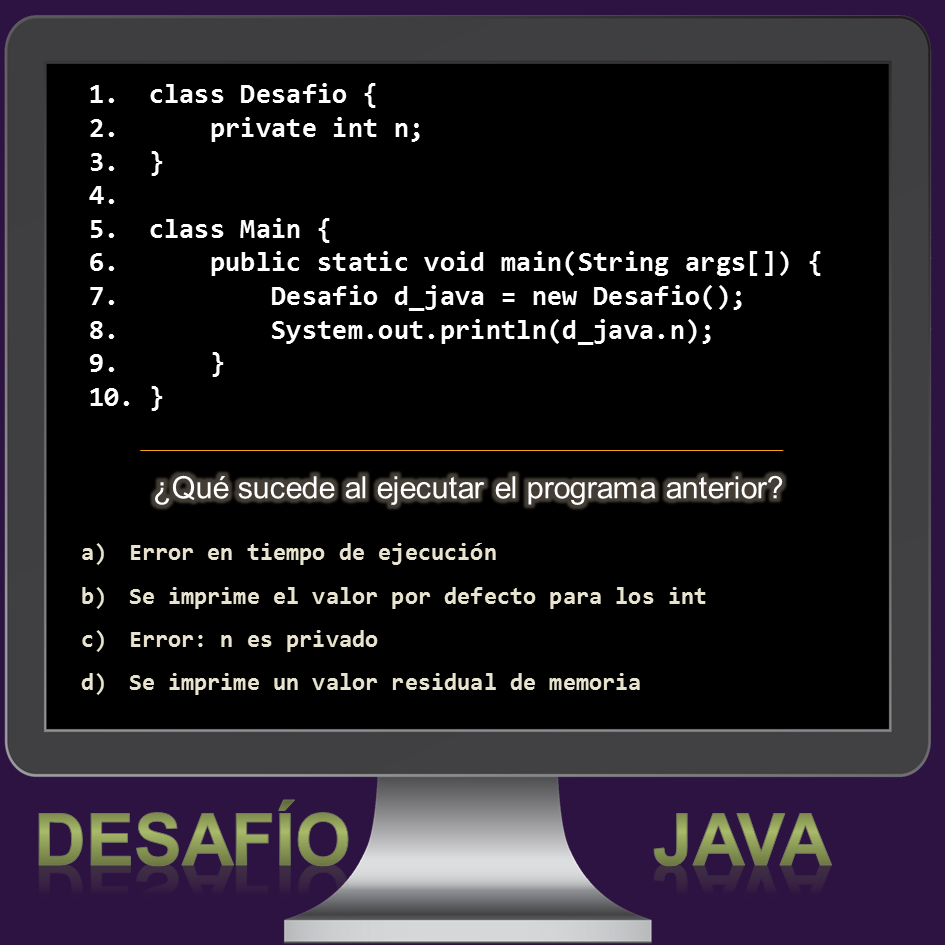 1. class Desafio {
2.     private int n;
3. }
4.
5. class Main {
6.     public static void main(String args[]) {
7.         Desafio d_java = new Desafio();
8.         System.out.println(d_java.n);
9.     }
10. }
¿Qué sucede al ejecutar el programa anterior?
a) Error en tiempo de ejecución
b) Se imprime el valor por defecto para los int
c) Error: n es privado
d) Se imprime un valor residual de memoria
DESAFÍO JAVA